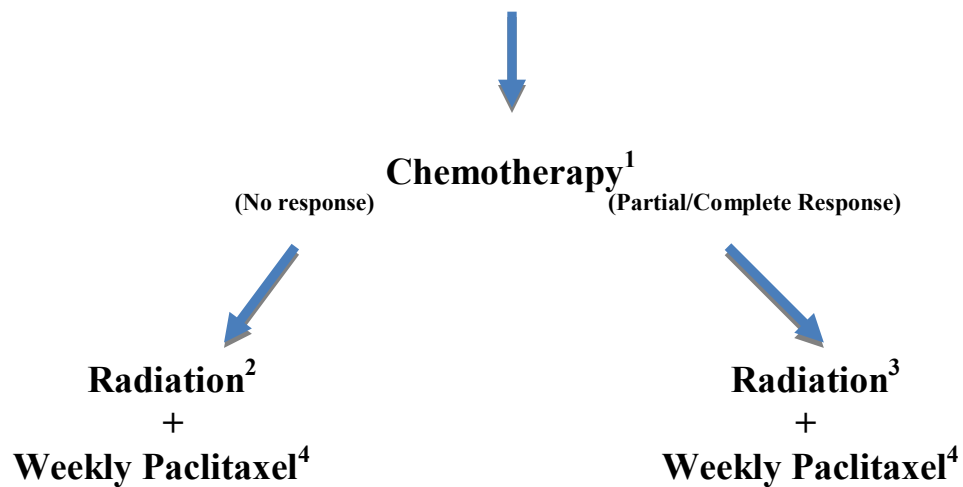 Chemotherapy¹
(No response) (Partial/Complete Response)
Radiation² Radiation³
+ +
Weekly Paclitaxel⁴ Weekly Paclitaxel⁴